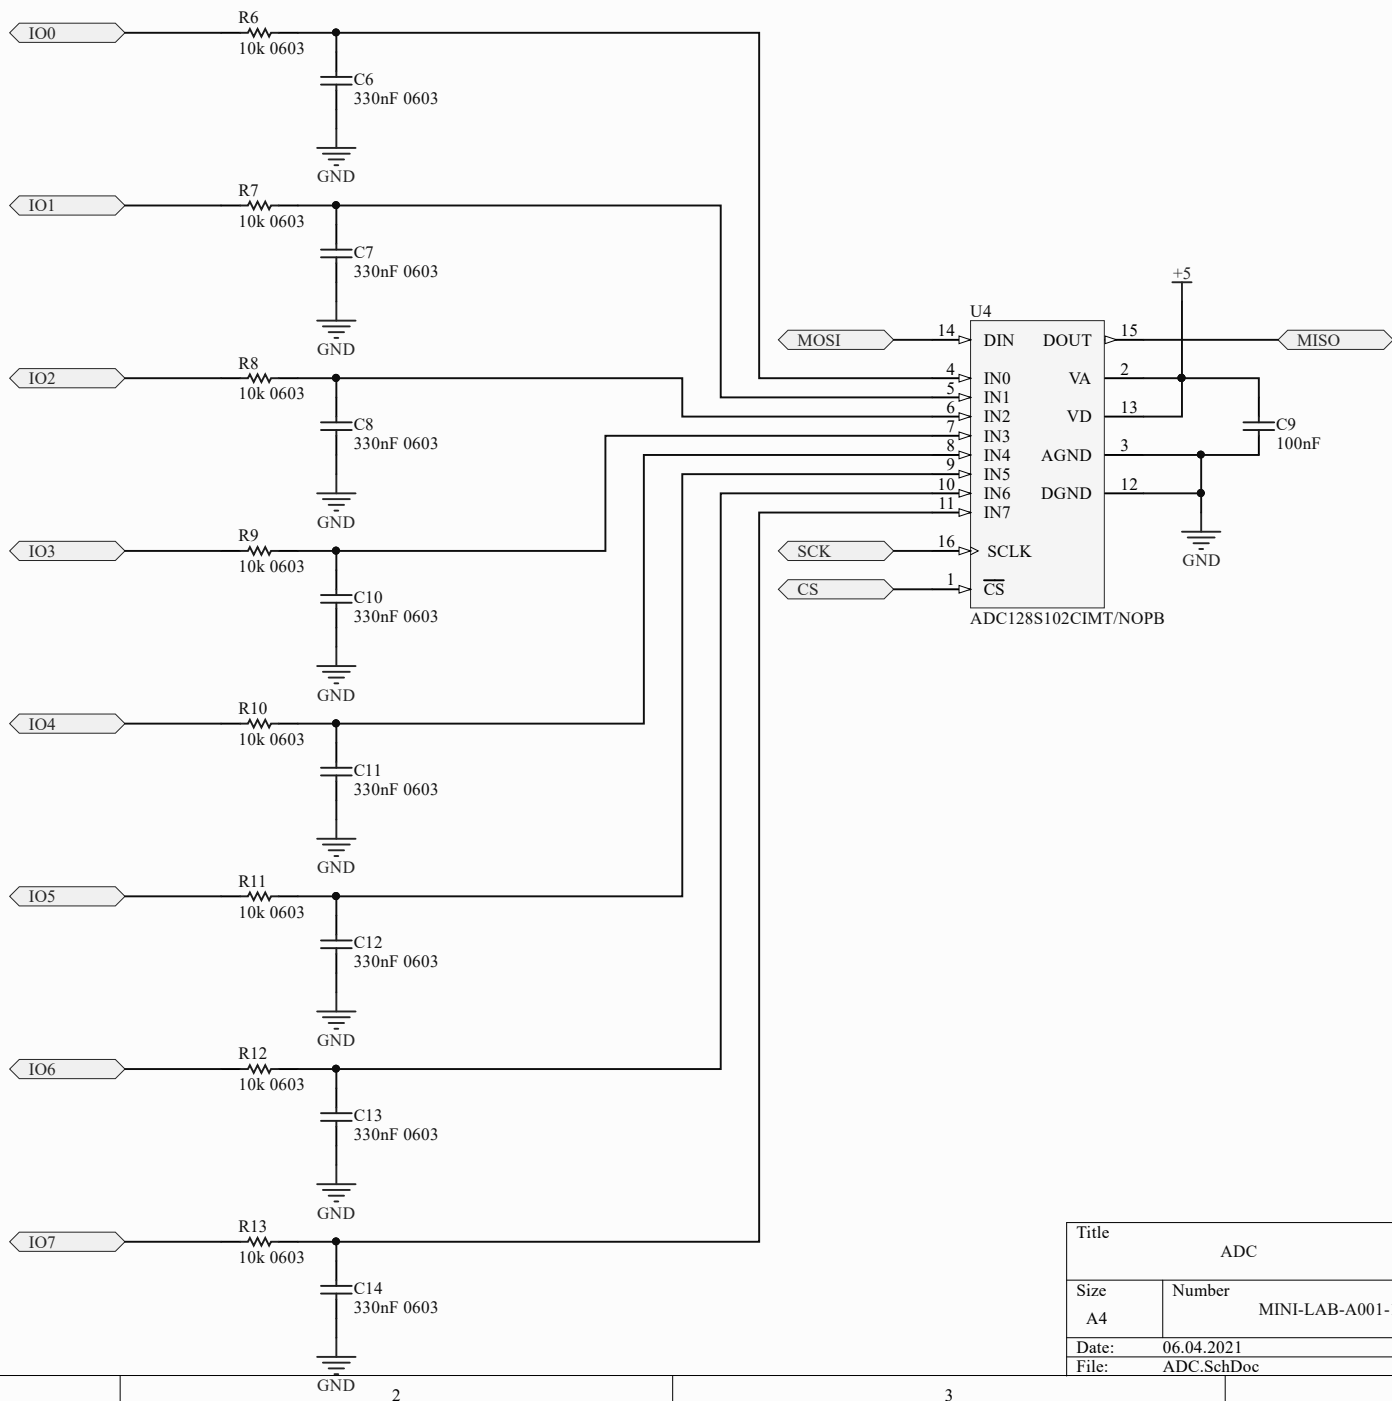 IO0
R6
10k 0603
C6
330nF 0603
GND
IO1
R7
10k 0603
C7
330nF 0603
GND
IO2
R8
10k 0603
C8
330nF 0603
GND
IO3
R9
10k 0603
C10
330nF 0603
GND
IO4
R10
10k 0603
C11
330nF 0603
GND
IO5
R11
10k 0603
C12
330nF 0603
GND
IO6
R12
10k 0603
C13
330nF 0603
GND
IO7
R13
10k 0603
C14
330nF 0603
GND
+5
U4
MOSI 14 DIN DOUT 15 MISO
4 IN0 VA 2
5 IN1
6 IN2 VD 13
7 IN3
8 IN4 AGND 3
9 IN5
10 IN6 DGND 12
11 IN7
SCK 16 SCLK
CS 1 CS
ADC128S102CIMT/NOPB
C9
100nF
GND
Title
ADC
Size Number
A4 MINI-LAB-A001-
Date: 06.04.2021
File: ADC.SchDoc
2 3